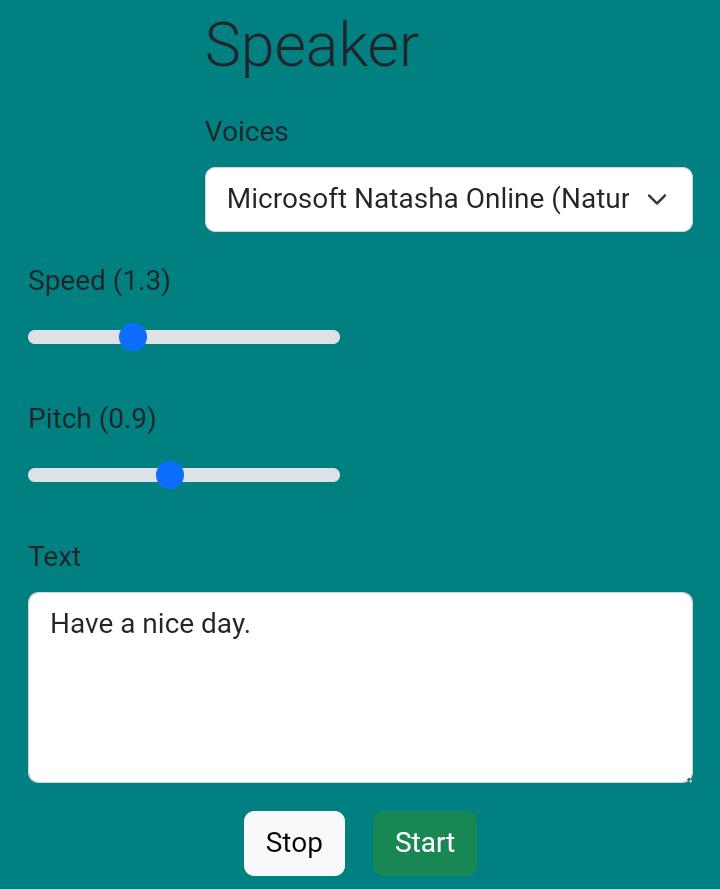 Speaker
Voices
Microsoft Natasha Online (Natur
Speed (1.3)
Pitch (0.9)
Text
Have a nice day.
Stop
Start